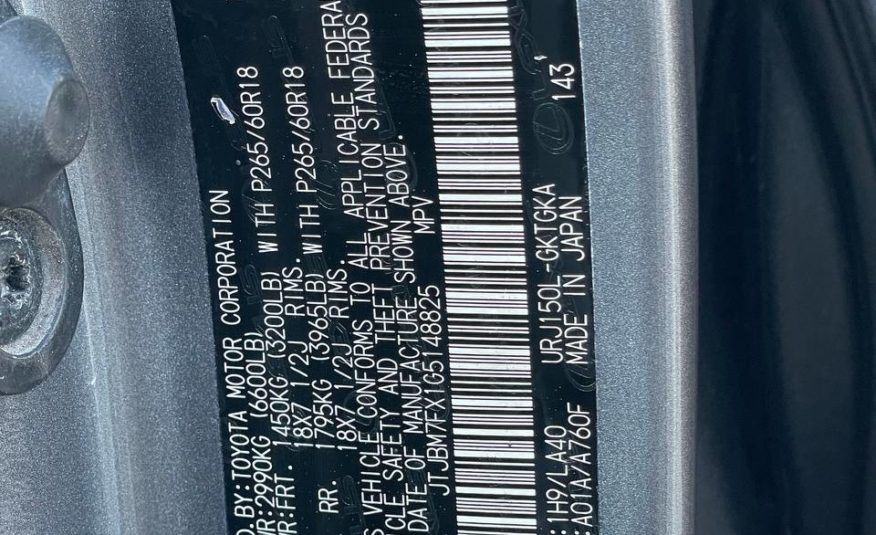 D.BY:TOYOTA MOTOR CORPORATION
WR:2990KG (6600LB)
WR:FRT. 1450KG (3200LB) WITH P265/60R18
18X7 1/2J RIMS.
RR. 1795KG (3965LB) WITH P265/60R18
18X7 1/2J RIMS.
S VEHICLE CONFORMS TO ALL APPLICABLE FEDERA
CLE SAFETY AND THEFT PREVENTION STANDARDS
DATE OF MANUFACTURE SHOWN ABOVE.
JTJBM7FX1G5148825 MPV
:1H9/LA40 URJ150L-GKTGKA
:A01A/A760F MADE IN JAPAN 143'